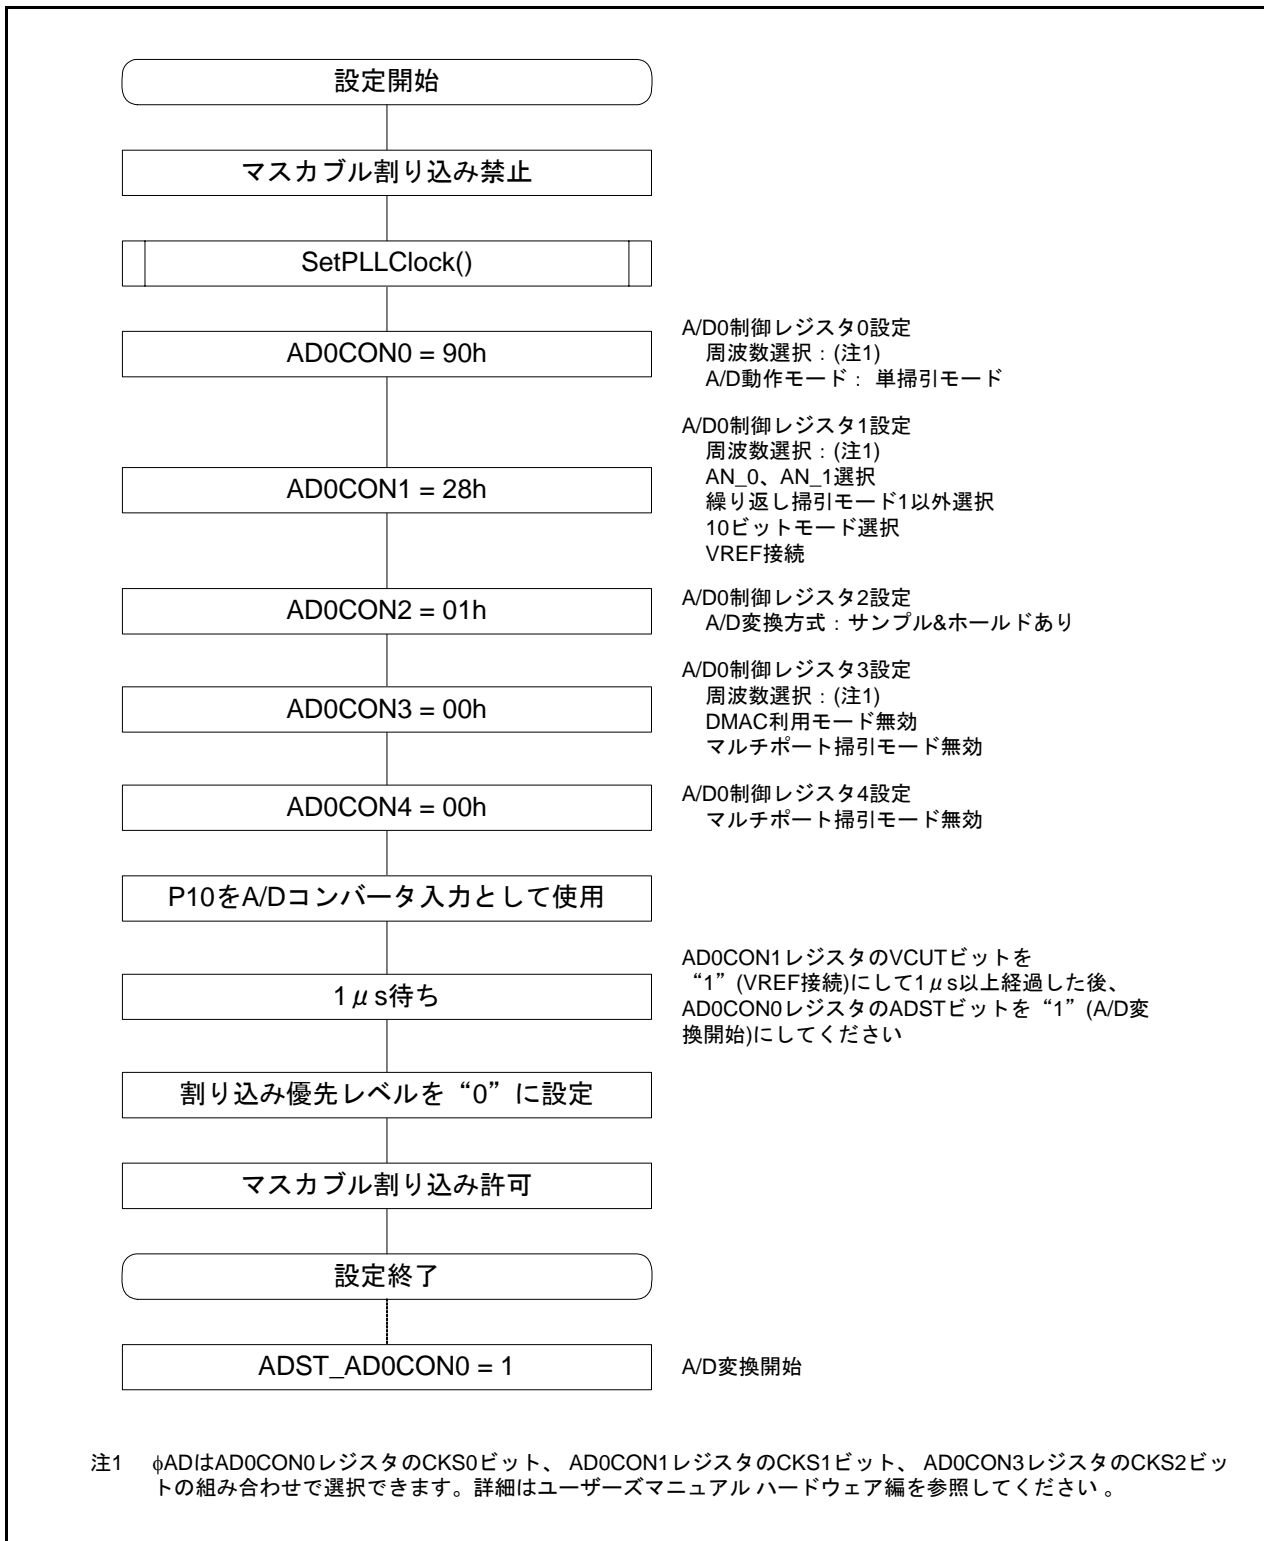 設定開始
マスカブル割り込み禁止
SetPLLClock()
AD0CON0 = 90h
A/D0制御レジスタ0設定
周波数選択：(注1)
A/D動作モード： 単掃引モード
AD0CON1 = 28h
A/D0制御レジスタ1設定
周波数選択：(注1)
AN_0、AN_1選択
繰り返し掃引モード1以外選択
10ビットモード選択
VREF接続
AD0CON2 = 01h
A/D0制御レジスタ2設定
A/D変換方式：サンプル&ホールドあり
AD0CON3 = 00h
A/D0制御レジスタ3設定
周波数選択：(注1)
DMAC利用モード無効
マルチポート掃引モード無効
AD0CON4 = 00h
A/D0制御レジスタ4設定
マルチポート掃引モード無効
P10をA/Dコンバータ入力として使用
1μs待ち
AD0CON1レジスタのVCUTビットを
“1”(VREF接続)にして1μs以上経過した後、
AD0CON0レジスタのADSTビットを“1”(A/D変
換開始)にしてください
割り込み優先レベルを“0”に設定
マスカブル割り込み許可
設定終了
ADST_AD0CON0 = 1
A/D変換開始
注1 φADはAD0CON0レジスタのCKS0ビット、 AD0CON1レジスタのCKS1ビット、 AD0CON3レジスタのCKS2ビッ
トの組み合わせで選択できます。詳細はユーザーズマニュアル ハードウェア編を参照してください 。